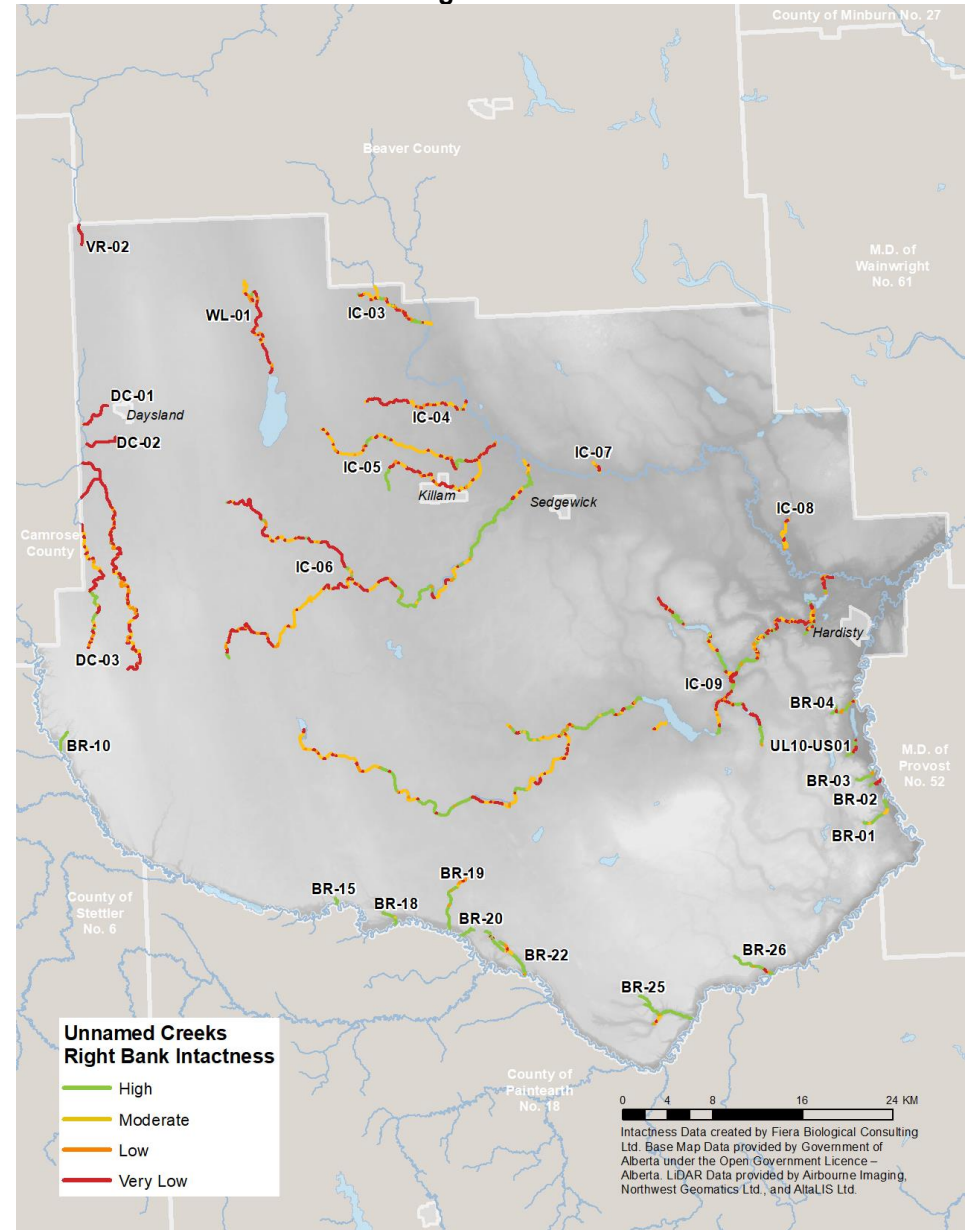 County of Minburn No. 27
Beaver County
M.D. of
Wainwright
No. 61
VR-02
WL-01
IC-03
DC-01
Daysland
IC-04
DC-02
IC-05
IC-07
Killam
Sedgewick
IC-08
Camrose
County
IC-06
Hardisty
DC-03
IC-09
BR-04
BR-10
UL10-US01
M.D. of
Provost
No. 52
BR-03
BR-02
BR-01
BR-19
BR-15
County of
Stettler
No. 6
BR-18
BR-20
BR-22
BR-26
BR-25
Unnamed Creeks
Right Bank Intactness
High
Moderate
Low
Very Low
County of
Paintearth
No. 18
0 4 8 16 24 KM
Intactness Data created by Fiera Biological Consulting
Ltd. Base Map Data provided by Government of
Alberta under the Open Government Licence –
Alberta. LiDAR Data provided by Airbourne Imaging,
Northwest Geomatics Ltd., and AltaLIS Ltd.